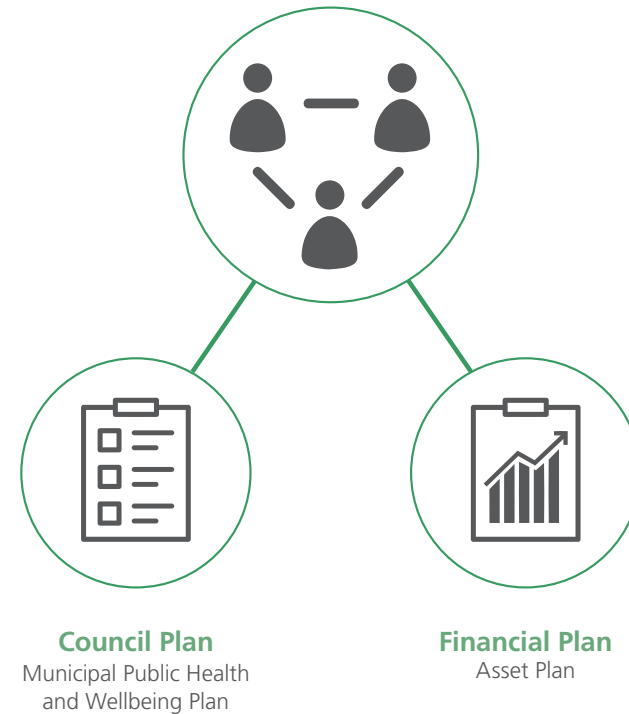 Council Plan
Municipal Public Health
and Wellbeing Plan
Financial Plan
Asset Plan